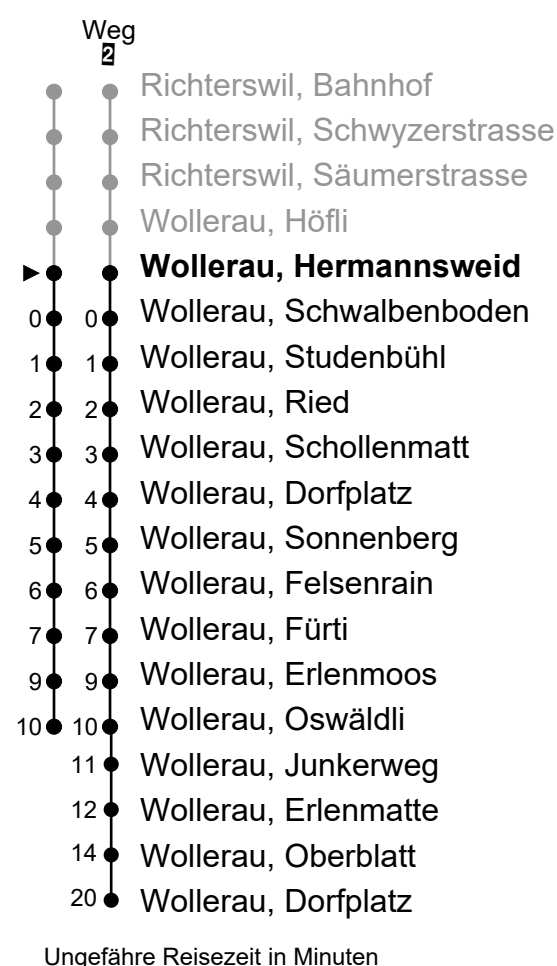 Weg
2
Richterswil, Bahnhof
Richterswil, Schwyzerstrasse
Richterswil, Säumerstrasse
Wollerau, Höfli
Wollerau, Hermannsweid
0 0 Wollerau, Schwalbenboden
1 1 Wollerau, Studenbühl
2 2 Wollerau, Ried
3 3 Wollerau, Schollenmatt
4 4 Wollerau, Dorfplatz
5 5 Wollerau, Sonnenberg
6 6 Wollerau, Felsenrain
7 7 Wollerau, Fürti
9 9 Wollerau, Erlenmoos
10 10 Wollerau, Oswäldli
11 Wollerau, Junkerweg
12 Wollerau, Erlenmatte
14 Wollerau, Oberblatt
20 Wollerau, Dorfplatz
Ungefähre Reisezeit in Minuten